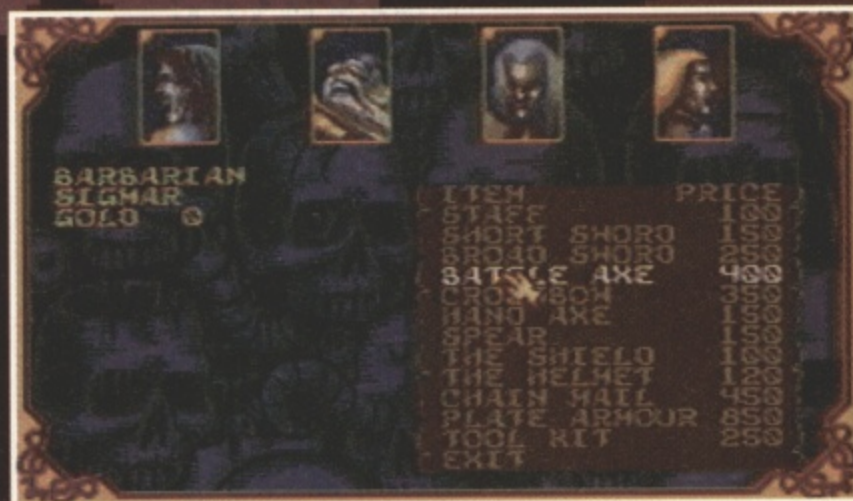 BARBARIAN
SIGMAR
GOLD 0
ITEM PRICE
STAFF 100
SHORT SWORD 150
BROAD SWORD 250
BATTLE AXE 400
CROSSBOW 350
HAND AXE 150
SPEAR 150
THE SHIELD 100
THE HELMET 120
CHAIN MAIL 450
PLATE ARMOUR 850
TOOL KIT 250
EXIT